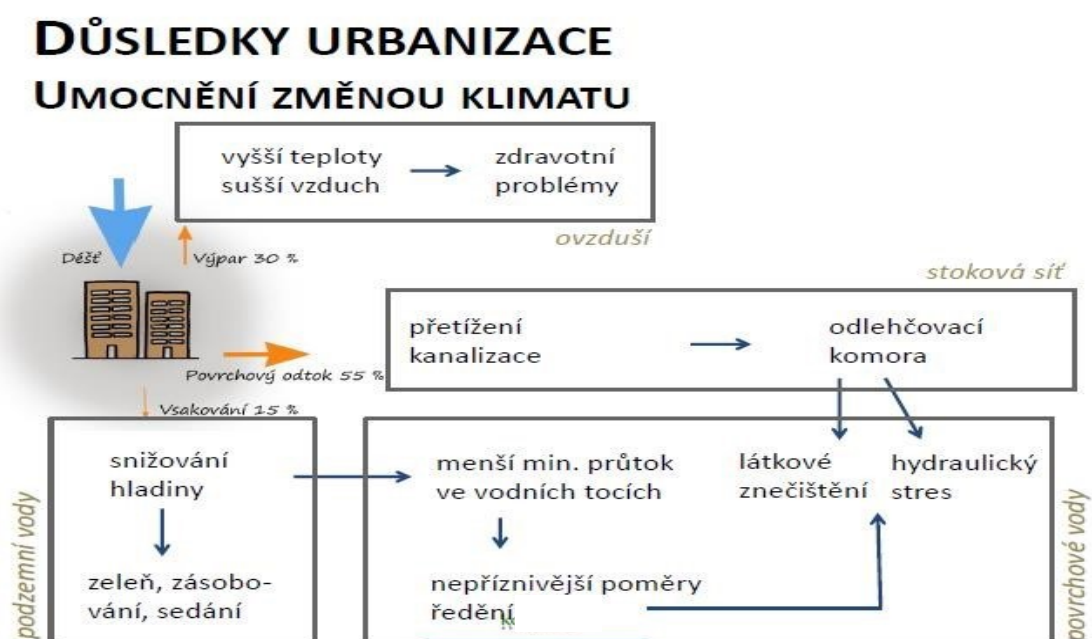 DŮSLEDKY URBANIZACE
UMOCNĚNÍ ZMĚNOU KLIMATU
vyšší teploty
sušší vzduch
zdravotní
problémy
ovzduší
Déšť
Výpar 30 %
stoková síť
přetížení
kanalizace
odlehčovací
komora
Povrchový odtok 55 %
Vsakování 15 %
snižování
hladiny
zeleň, zásobo-
vání, sedání
podzemní vody
menší min. průtok
ve vodních tocích
látkové
znečištění
hydraulický
stres
nepříznivější poměry
ředění
povrchové vody